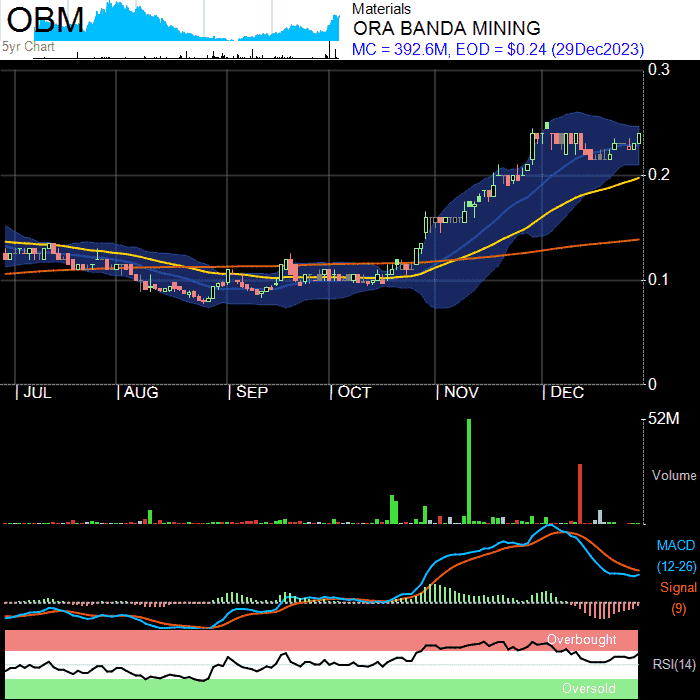 OBM
5yr Chart
Materials
ORA BANDA MINING
MC = 392.6M, EOD = $0.24 (29Dec2023)
0.3
0.2
0.1
0
JUL AUG SEP OCT NOV DEC
52M
Volume
MACD
(12-26)
Signal
(9)
Overbought
RSI(14)
Oversold